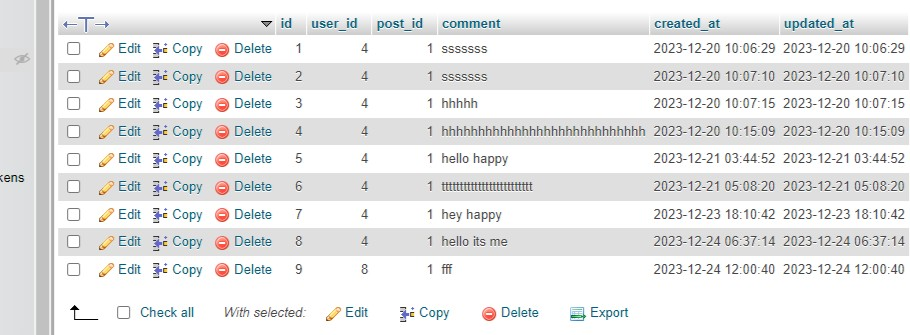 id user_id post_id comment created_at updated_at
Edit Copy Delete 1 4 1 sssssss 2023-12-20 10:06:29 2023-12-20 10:06:29
Edit Copy Delete 2 4 1 sssssss 2023-12-20 10:07:10 2023-12-20 10:07:10
Edit Copy Delete 3 4 1 hhhhh 2023-12-20 10:07:15 2023-12-20 10:07:15
Edit Copy Delete 4 4 1 hhhhhhhhhhhhhhhhhhhhhhhhhhhh 2023-12-20 10:15:09 2023-12-20 10:15:09
Edit Copy Delete 5 4 1 hello happy 2023-12-21 03:44:52 2023-12-21 03:44:52
kens
Edit Copy Delete 6 4 1 ttttttttttttttttttttttttt 2023-12-21 05:08:20 2023-12-21 05:08:20
Edit Copy Delete 7 4 1 hey happy 2023-12-23 18:10:42 2023-12-23 18:10:42
Edit Copy Delete 8 4 1 hello its me 2023-12-24 06:37:14 2023-12-24 06:37:14
Edit Copy Delete 9 8 1 fff 2023-12-24 12:00:40 2023-12-24 12:00:40
Check all With selected: Edit Copy Delete Export